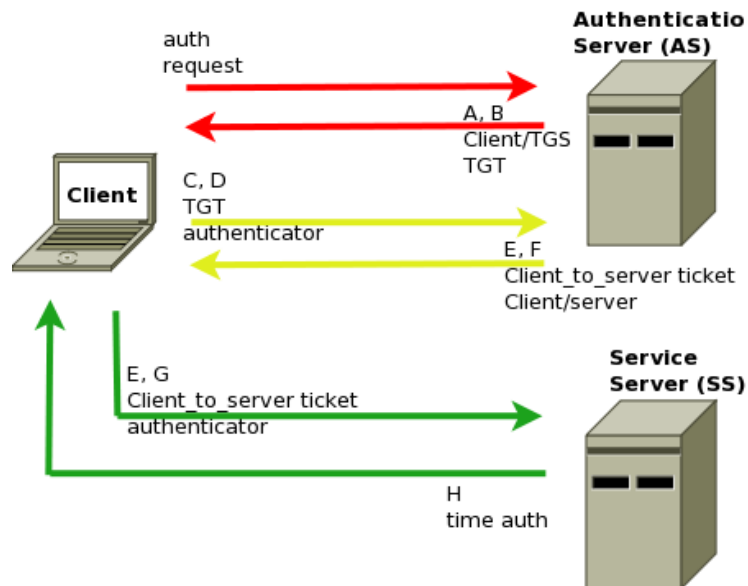 auth
request
Authenticatio
Server (AS)
A, B
Client/TGS
TGT
Client
C, D
TGT
authenticator
E, F
Client_to_server ticket
Client/server
E, G
Client_to_server ticket
authenticator
Service
Server (SS)
H
time auth